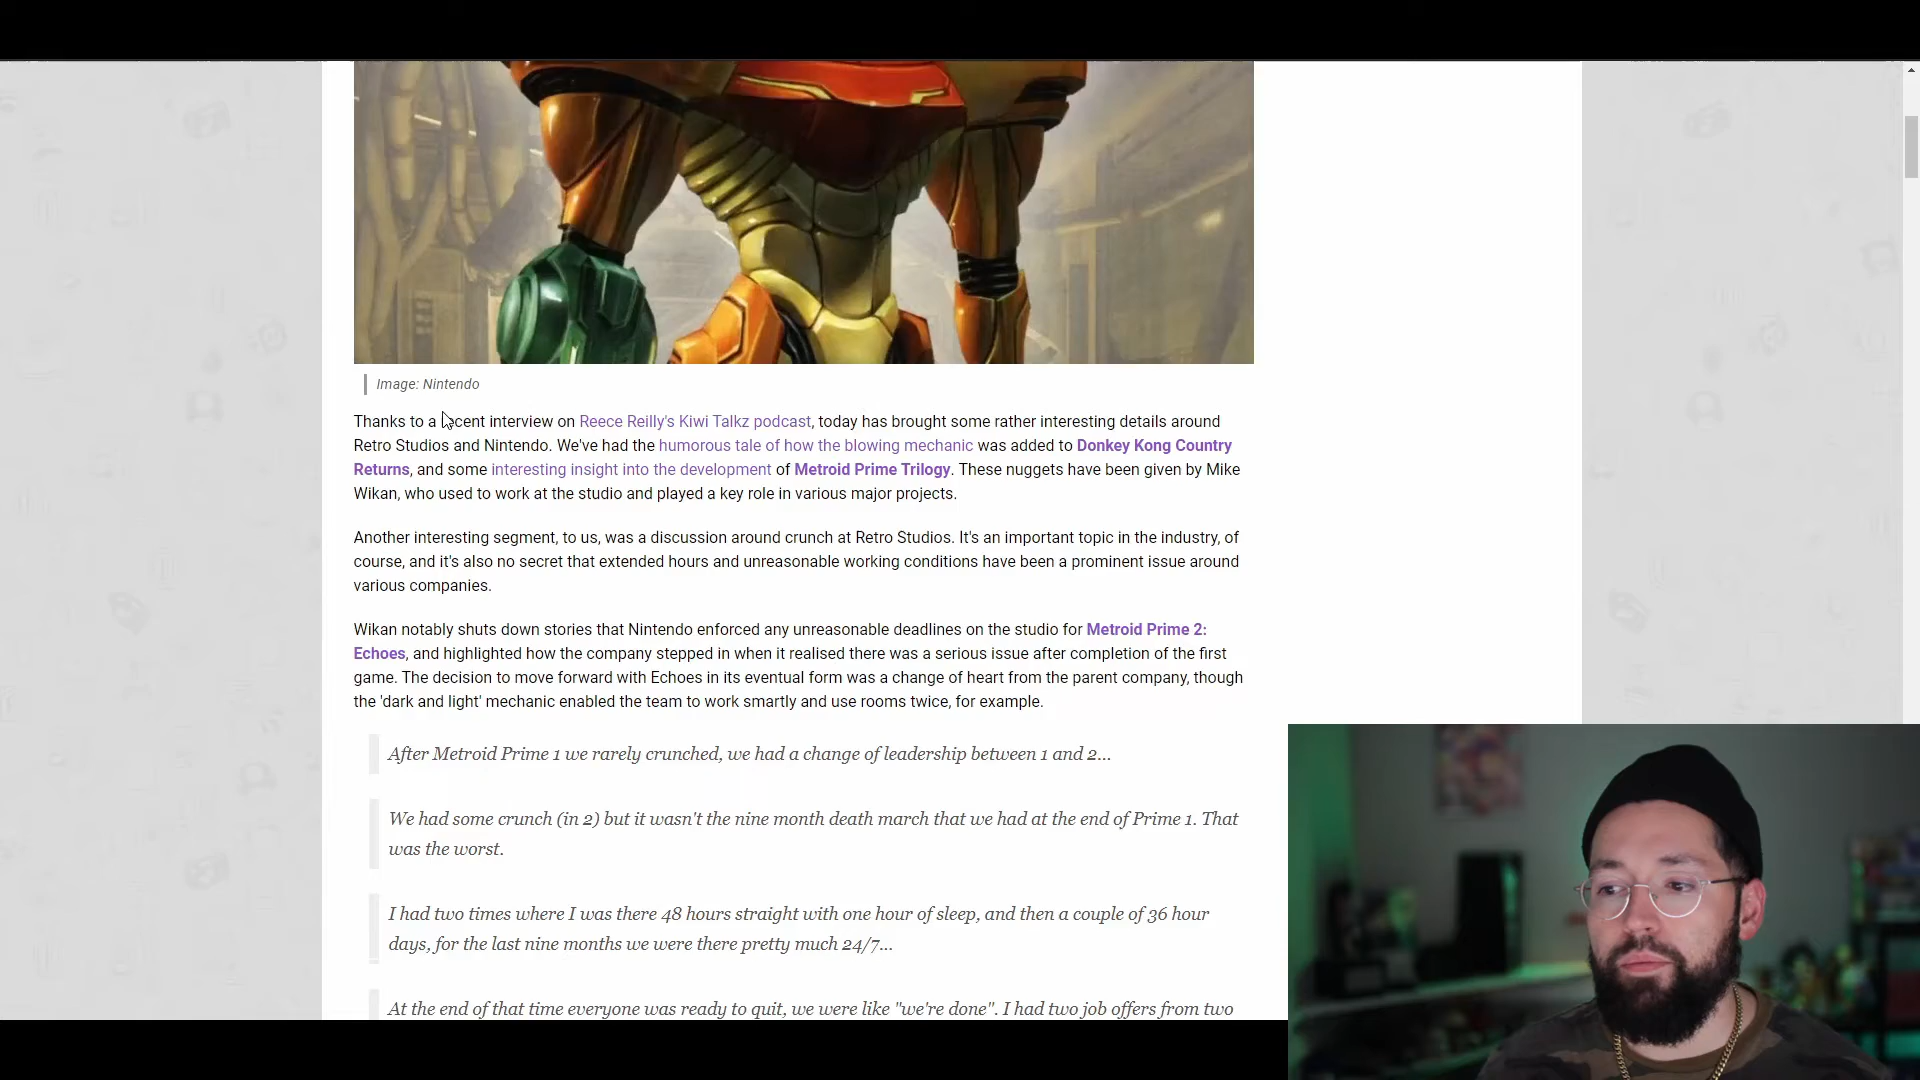 Image: Nintendo
Thanks to a recent interview on Reece Reilly's Kiwi Talkz podcast, today has brought some rather interesting details around
Retro Studios and Nintendo. We've had the humorous tale of how the blowing mechanic was added to Donkey Kong Country
Returns, and some interesting insight into the development of Metroid Prime Trilogy. These nuggets have been given by Mike
Wikan, who used to work at the studio and played a key role in various major projects.
Another interesting segment, to us, was a discussion around crunch at Retro Studios. It's an important topic in the industry, of
course, and it's also no secret that extended hours and unreasonable working conditions have been a prominent issue around
various companies.
Wikan notably shuts down stories that Nintendo enforced any unreasonable deadlines on the studio for Metroid Prime 2:
Echoes, and highlighted how the company stepped in when it realised there was a serious issue after completion of the first
game. The decision to move forward with Echoes in its eventual form was a change of heart from the parent company, though
the 'dark and light' mechanic enabled the team to work smartly and use rooms twice, for example.
After Metroid Prime 1 we rarely crunched, we had a change of leadership between 1 and 2...
We had some crunch (in 2) but it wasn't the nine month death march that we had at the end of Prime 1. That
was the worst.
I had two times where I was there 48 hours straight with one hour of sleep, and then a couple of 36 hour
days, for the last nine months we were there pretty much 24/7...
At the end of that time everyone was ready to quit, we were like "we're done". I had two job offers from two